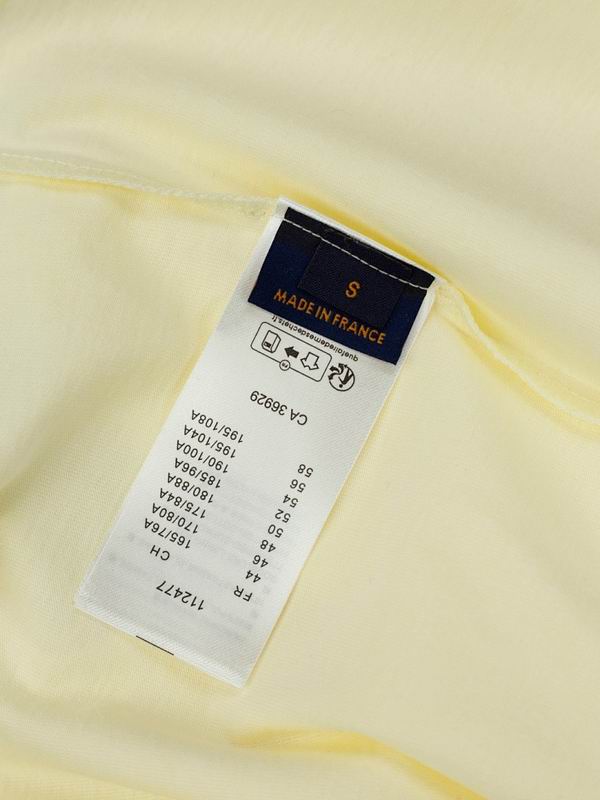 S
MADE IN FRANCE
112477
FR CH
44 165/76A
46 170/80A
48 175/84A
50 180/88A
52 185/96A
54 190/100A
56 195/104A
58 195/108A
CA 36929
FR
quefairedemesdechets.fr